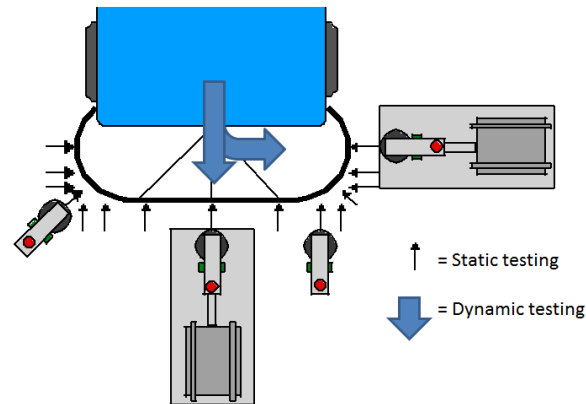 = Static testing
= Dynamic testing